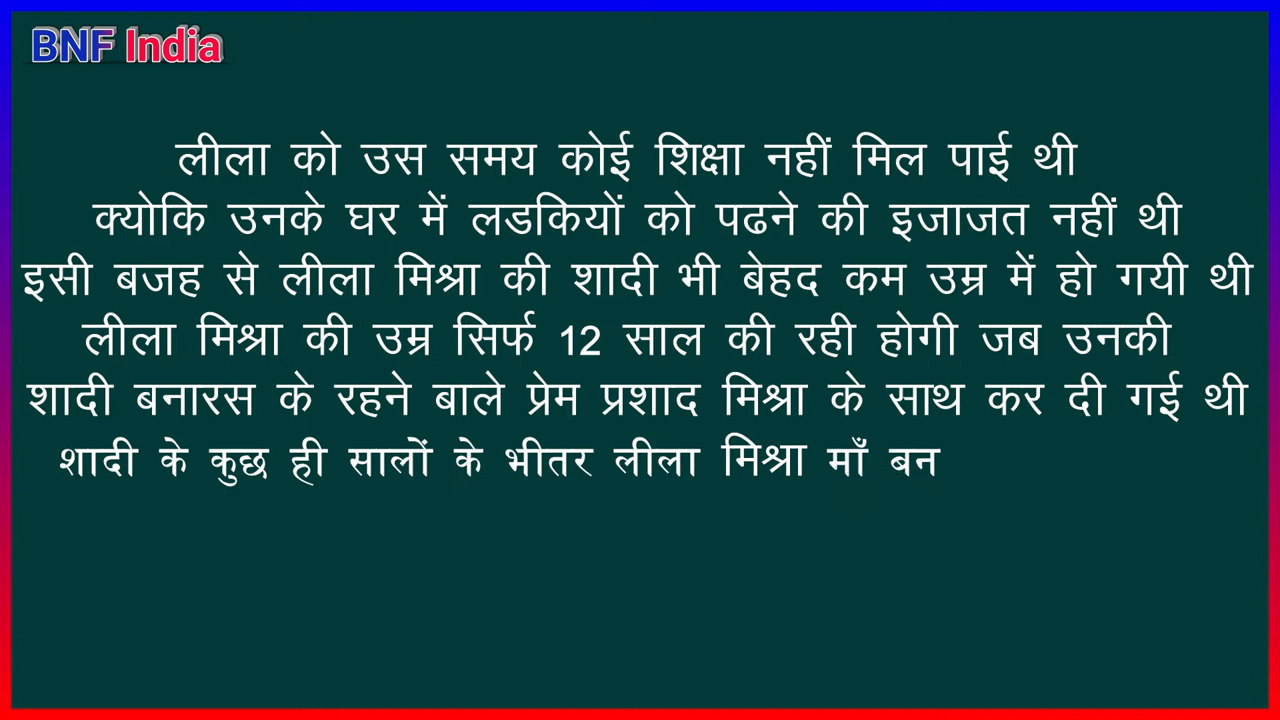 BNF India
लीला को उस समय कोई शिक्षा नहीं मिल पाई थी
क्योकि उनके घर में लडकियों को पढने की इजाजत नहीं थी
इसी बजह से लीला मिश्रा की शादी भी बेहद कम उम्र में हो गयी थी
लीला मिश्रा की उम्र सिर्फ 12 साल की रही होगी जब उनकी
शादी बनारस के रहने बाले प्रेम प्रशाद मिश्रा के साथ कर दी गई थी
शादी के कुछ ही सालों के भीतर लीला मिश्रा माँ बन